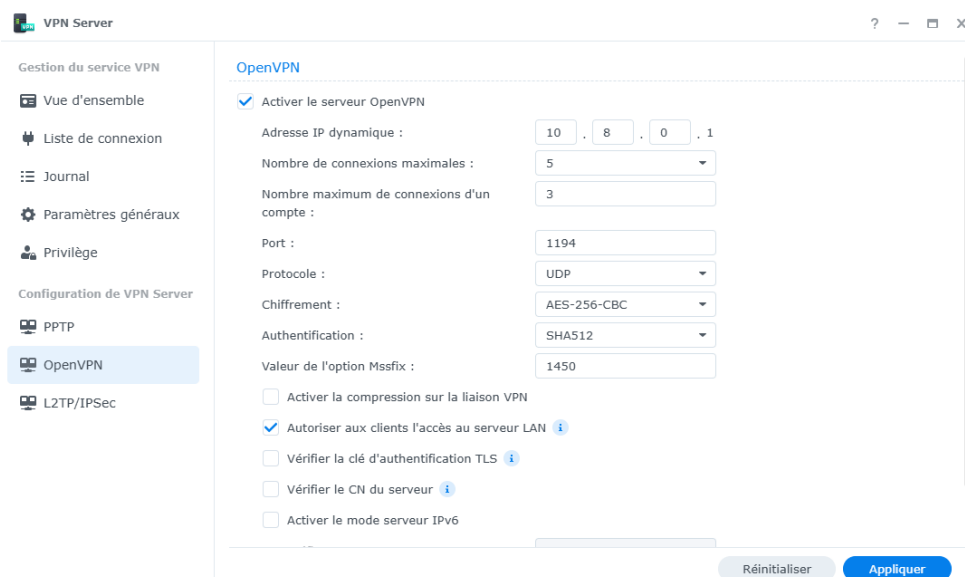 VPN Server
Gestion du service VPN
Vue d'ensemble
Liste de connexion
Journal
Paramètres généraux
Privilège
Configuration de VPN Server
PPTP
OpenVPN
L2TP/IPSec
OpenVPN
Activer le serveur OpenVPN
Adresse IP dynamique : 10 . 8 . 0 . 1
Nombre de connexions maximales : 5
Nombre maximum de connexions d'un
compte : 3
Port : 1194
Protocole : UDP
Chiffrement : AES-256-CBC
Authentification : SHA512
Valeur de l'option Mssfix : 1450
Activer la compression sur la liaison VPN
Autoriser aux clients l'accès au serveur LAN
Vérifier la clé d'authentification TLS
Vérifier le CN du serveur
Activer le mode serveur IPv6
Réinitialiser Appliquer